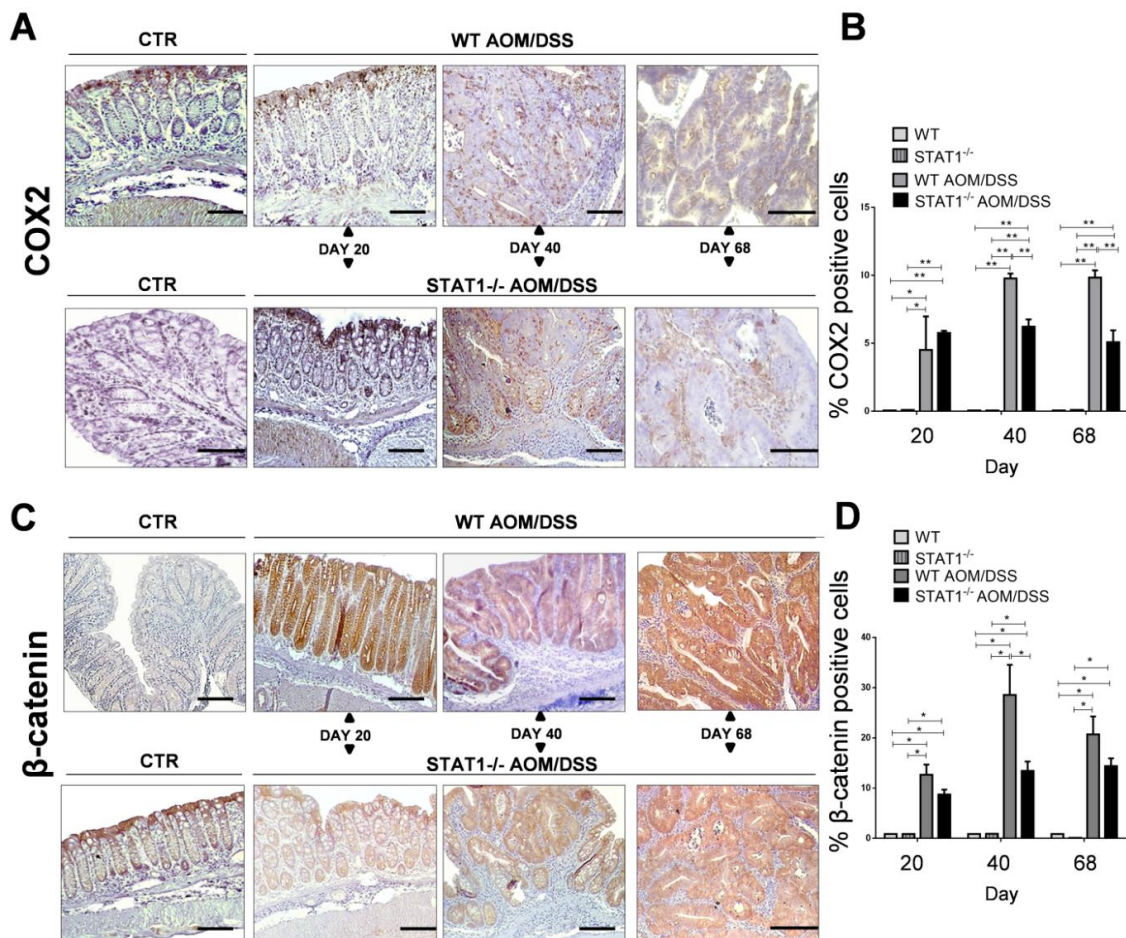 A
CTR
WT AOM/DSS
COX2
DAY 20
DAY 40
DAY 68
STAT1-/- AOM/DSS
B
WT
STAT1-/-
WT AOM/DSS
STAT1-/- AOM/DSS
% COX2 positive cells
15
10
5
0
** ** * *
** ** ** ** **
** ** ** **
20 40 68
Day
C
CTR
WT AOM/DSS
β-catenin
DAY 20
DAY 40
DAY 68
CTR
STAT1-/- AOM/DSS
D
WT
STAT1-/-
WT AOM/DSS
STAT1-/- AOM/DSS
% β-catenin positive cells
40
30
20
10
0
* * * *
* * * * *
* * * *
20 40 68
Day